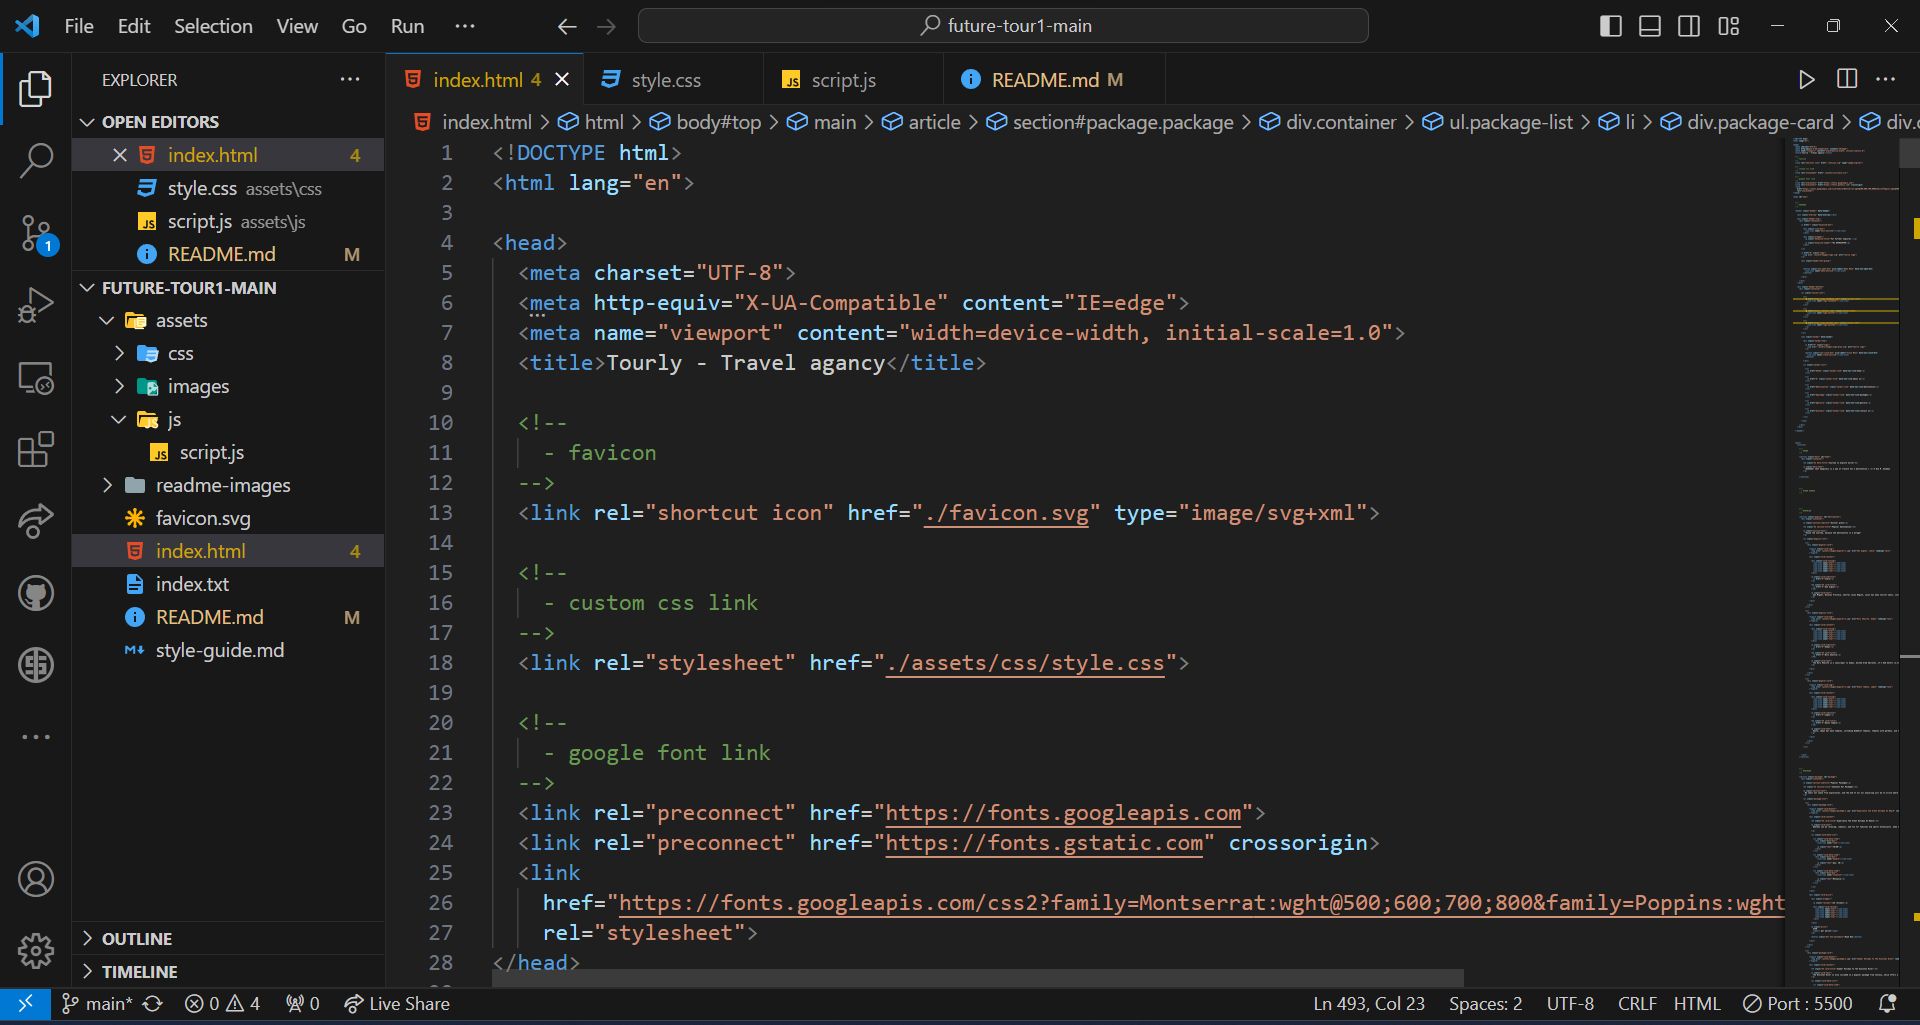 File Edit Selection View Go Run ···
future-tour1-main
EXPLORER
OPEN EDITORS
index.html 4
style.css assets\css
script.js assets\js
README.md M
FUTURE-TOUR1-MAIN
assets
css
images
js
script.js
readme-images
favicon.svg
index.html 4
index.txt
README.md M
style-guide.md
OUTLINE
TIMELINE
1
index.html 4
style.css
script.js
README.md M
index.html > html > body#top > main > article > section#package.package > div.container > ul.package-list > li > div.package-card > div.c
1 <!DOCTYPE html>
2 <html lang="en">
3
4 <head>
5 <meta charset="UTF-8">
6 <meta http-equiv="X-UA-Compatible" content="IE=edge">
7 <meta name="viewport" content="width=device-width, initial-scale=1.0">
8 <title>Tourly - Travel agancy</title>
9
10 <!--
11 - favicon
12 -->
13 <link rel="shortcut icon" href="./favicon.svg" type="image/svg+xml">
14
15 <!--
16 - custom css link
17 -->
18 <link rel="stylesheet" href="./assets/css/style.css">
19
20 <!--
21 - google font link
22 -->
23 <link rel="preconnect" href="https://fonts.googleapis.com">
24 <link rel="preconnect" href="https://fonts.gstatic.com" crossorigin>
25 <link
26 href="https://fonts.googleapis.com/css2?family=Montserrat:wght@500;600;700;800&family=Poppins:wght
27 rel="stylesheet">
28 </head>
main* 0 4 0 Live Share
Ln 493, Col 23 Spaces: 2 UTF-8 CRLF HTML Port : 5500